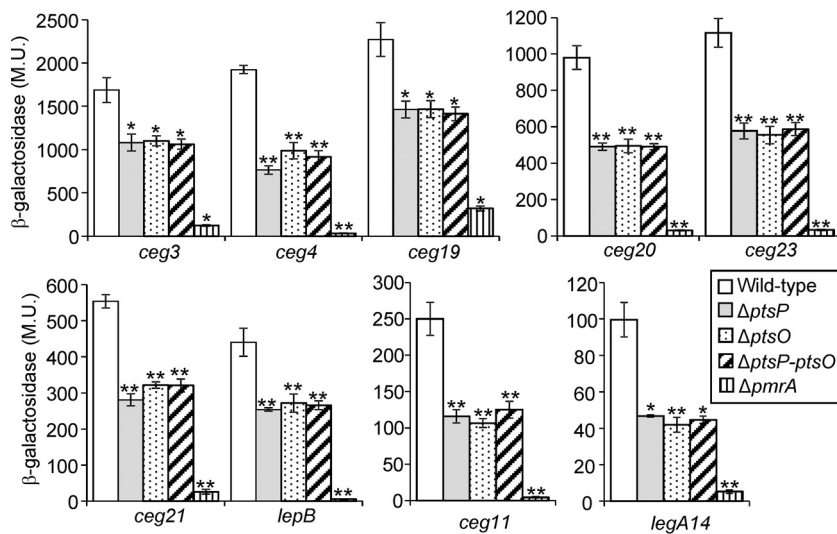 β-galactosidase (M.U.)
2500
2000
1500
1000
500
0
* * * *
** ** ** **
* * * *
ceg3 ceg4 ceg19
1200
1000
800
600
400
200
0
** ** ** **
** ** ** **
ceg20 ceg23
β-galactosidase (M.U.)
600
500
400
300
200
100
0
** ** ** **
** ** ** **
ceg21 lepB
300
250
200
150
100
50
0
** ** ** **
ceg11
120
100
80
60
40
20
0
* ** * **
legA14
Wild-type
ΔptsP
ΔptsO
ΔptsP-ptsO
ΔpmrA